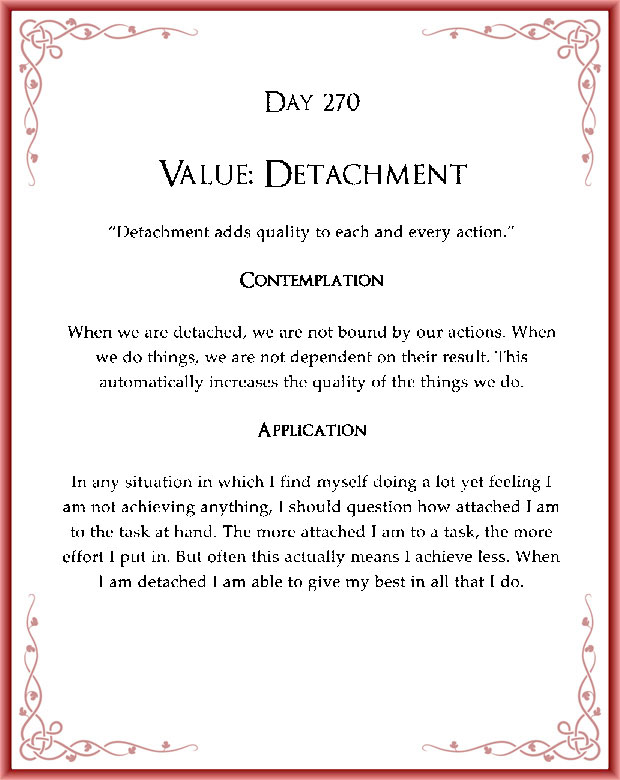 Day 270
Value: Detachment
“Detachment adds quality to each and every action.”
Contemplation
When we are detached, we are not bound by our actions. When
we do things, we are not dependent on their result. This
automatically increases the quality of the things we do.
Application
In any situation in which I find myself doing a lot yet feeling I
am not achieving anything, I should question how attached I am
to the task at hand. The more attached I am to a task, the more
effort I put in. But often this actually means I achieve less. When
I am detached I am able to give my best in all that I do.